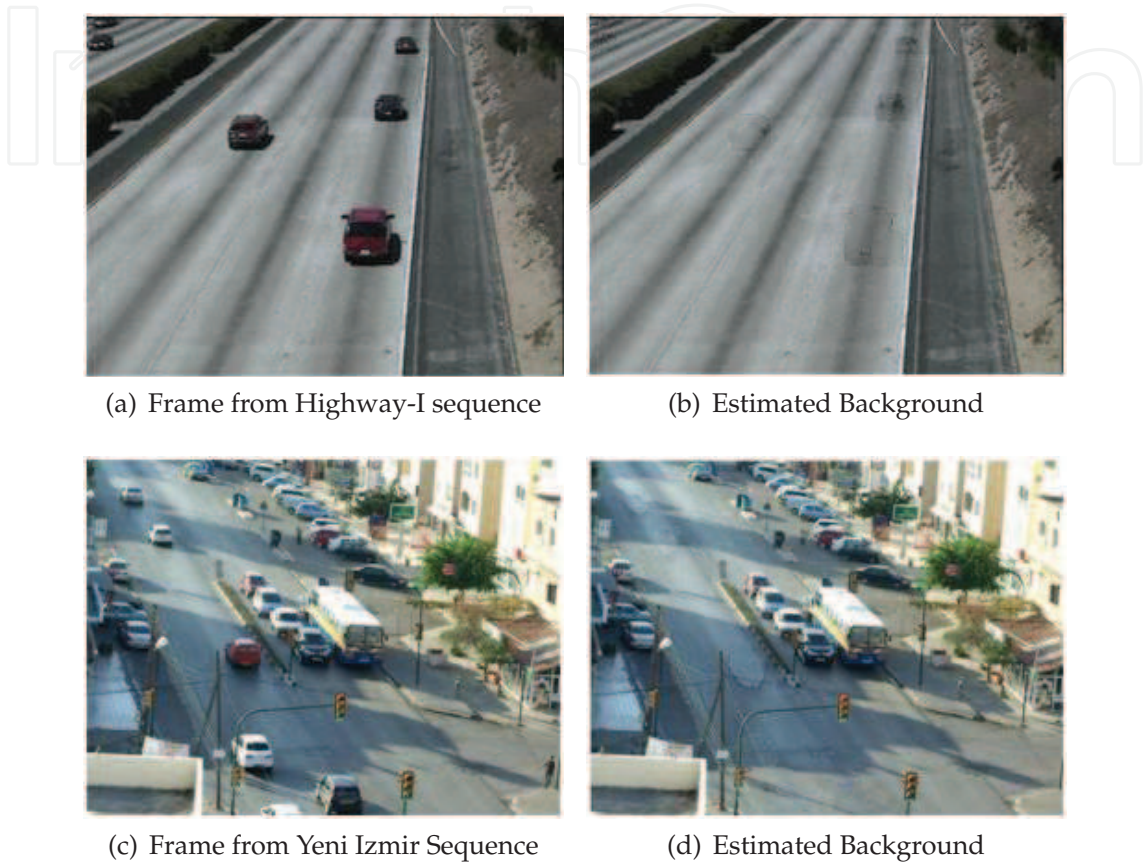 (a) Frame from Highway-I sequence
(b) Estimated Background
(c) Frame from Yeni Izmir Sequence
(d) Estimated Background